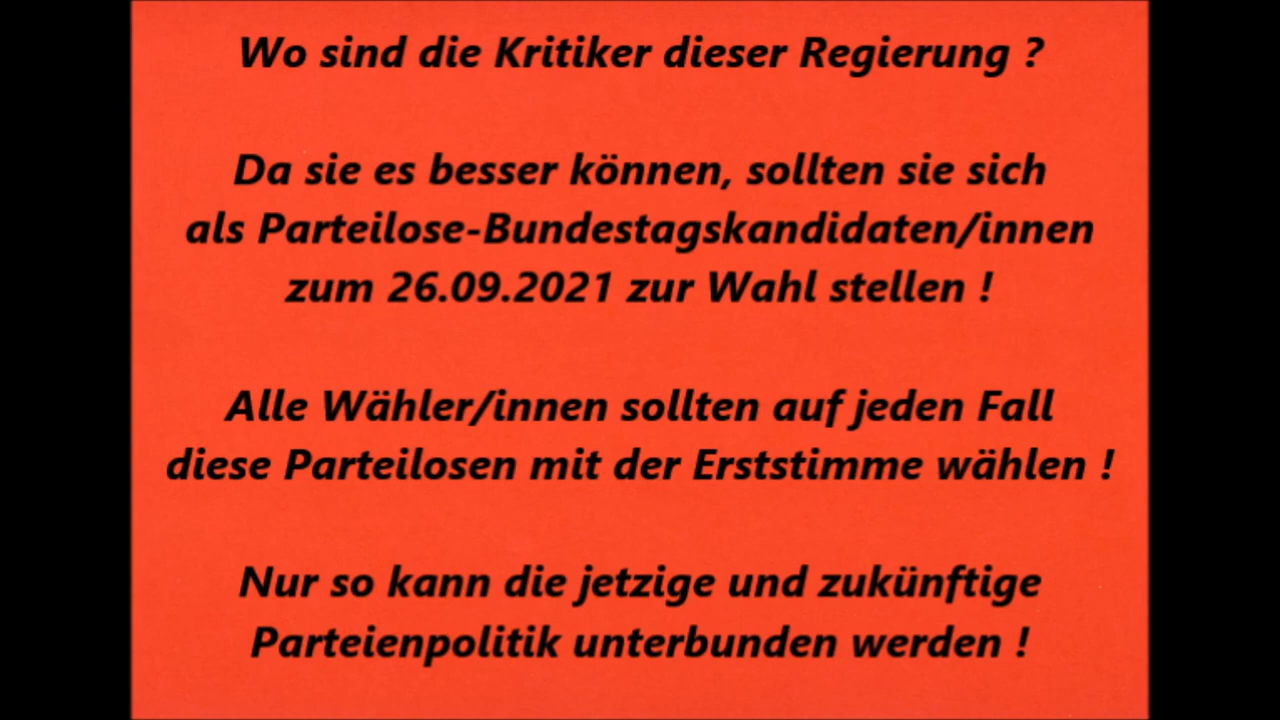 Wo sind die Kritiker dieser Regierung ?
Da sie es besser können, sollten sie sich
als Parteilose-Bundestagskandidaten/innen
zum 26.09.2021 zur Wahl stellen !
Alle Wähler/innen sollten auf jeden Fall
diese Parteilosen mit der Erststimme wählen !
Nur so kann die jetzige und zukünftige
Parteienpolitik unterbunden werden !